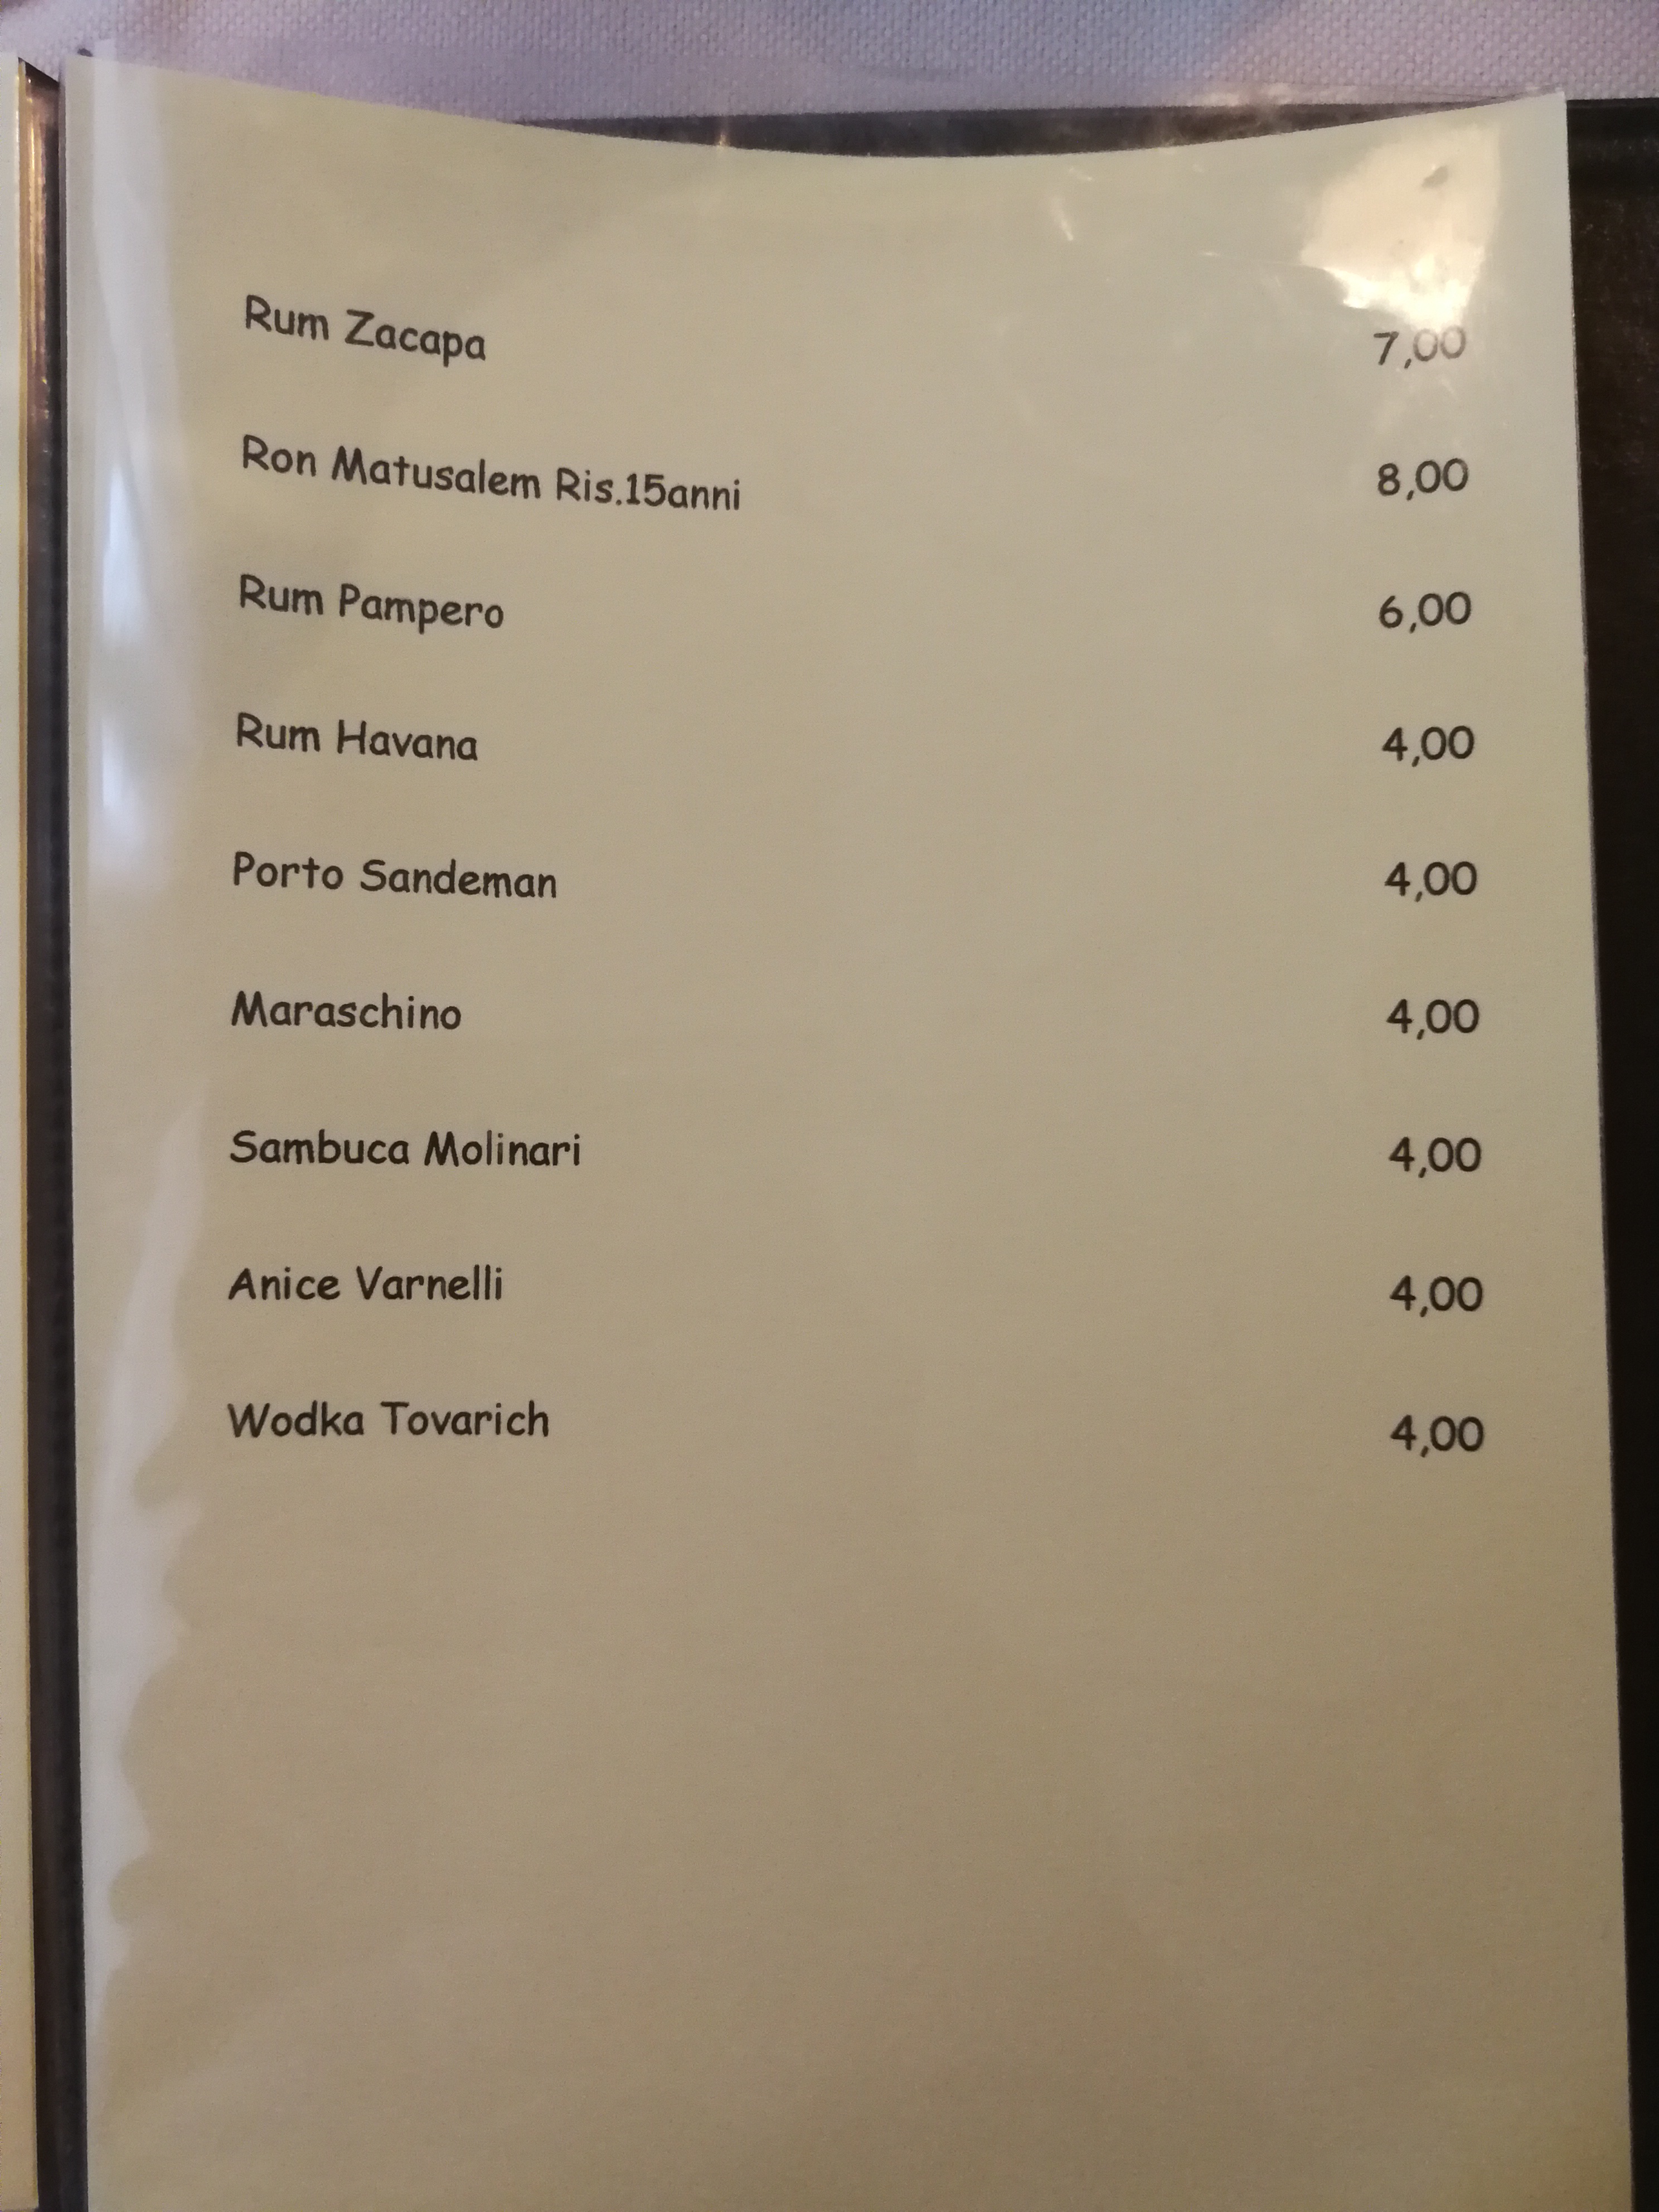 Rum Zacapa 7,00
Ron Matusalem Ris.15anni 8,00
Rum Pampero 6,00
Rum Havana 4,00
Porto Sandeman 4,00
Maraschino 4,00
Sambuca Molinari 4,00
Anice Varnelli 4,00
Wodka Tovarich 4,00